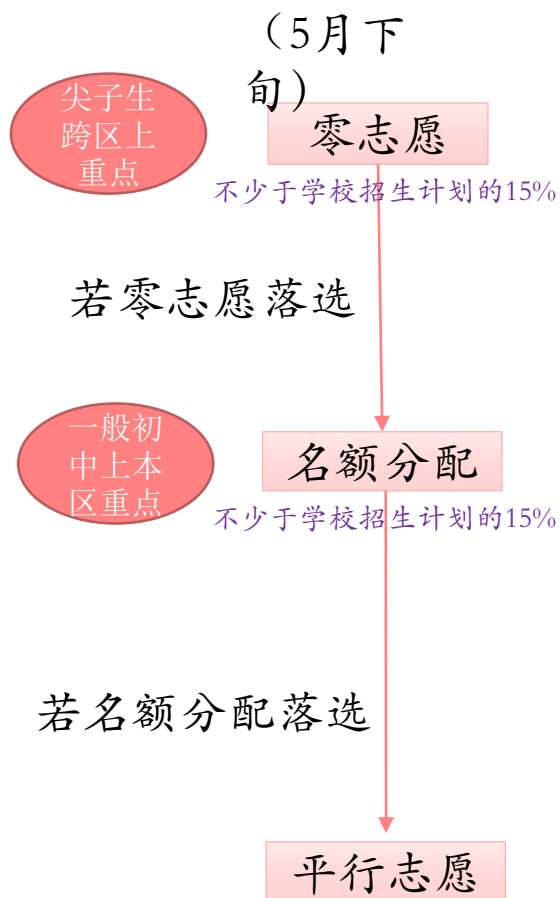 （5月下
旬）
尖子生
跨区上
重点
零志愿
不少于学校招生计划的15%
若零志愿落选
一般初
中上本
区重点
名额分配
不少于学校招生计划的15%
若名额分配落选
平行志愿